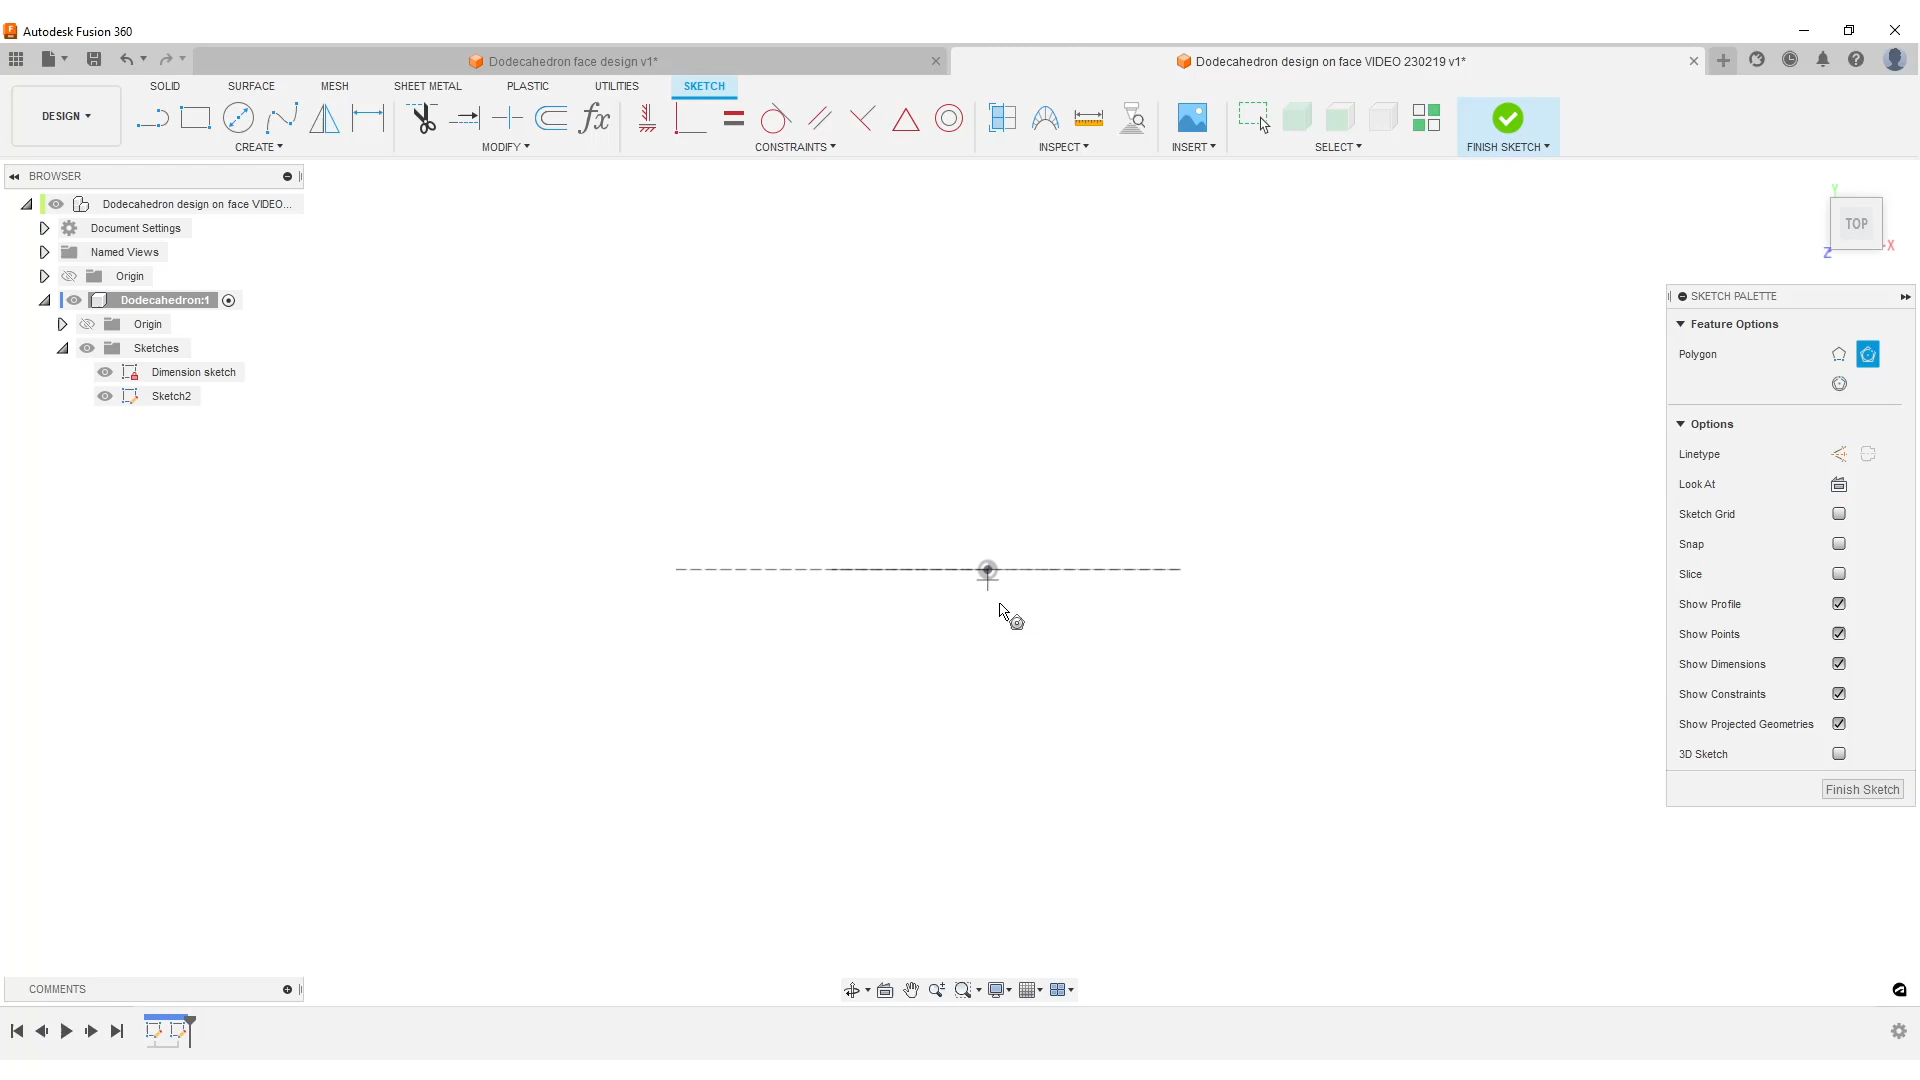 Autodesk Fusion 360
Dodecahedron face design v1*
Dodecahedron design on face VIDEO 230219 v1*
DESIGN
SOLID
SURFACE
MESH
SHEET METAL
PLASTIC
UTILITIES
SKETCH
fx
CREATE
MODIFY
CONSTRAINTS
INSPECT
INSERT
SELECT
FINISH SKETCH
BROWSER
Dodecahedron design on face VIDEO...
Document Settings
Named Views
Origin
Dodecahedron:1
Origin
Sketches
Dimension sketch
Sketch2
Y
TOP
X
Z
SKETCH PALETTE
Feature Options
Polygon
Options
Linetype
Look At
Sketch Grid
Snap
Slice
Show Profile
Show Points
Show Dimensions
Show Constraints
Show Projected Geometries
3D Sketch
Finish Sketch
COMMENTS